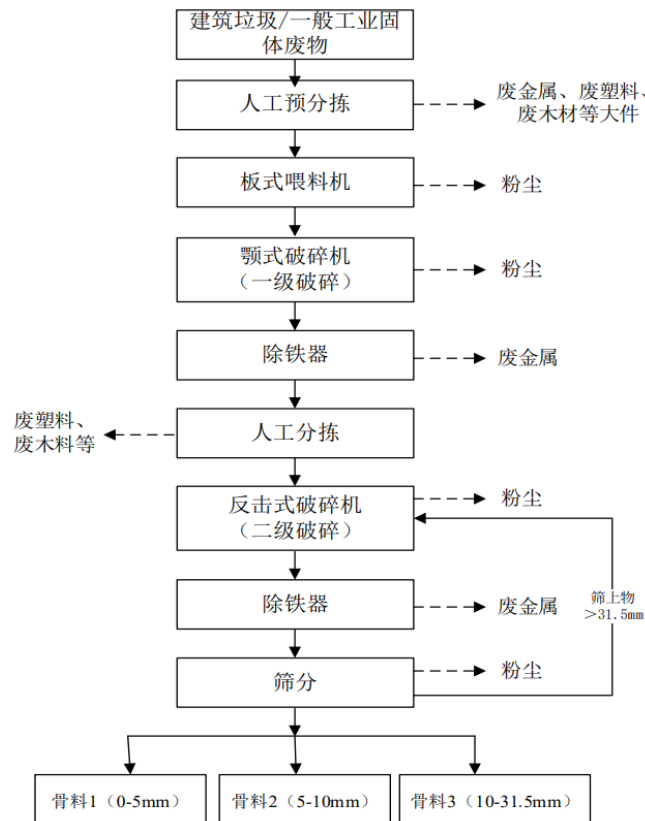 建筑垃圾/一般工业固
体废物
人工预分拣
废金属、废塑料、
废木材等大件
板式喂料机
粉尘
颚式破碎机
（一级破碎）
粉尘
除铁器
废金属
废塑料、
废木料等
人工分拣
反击式破碎机
（二级破碎）
粉尘
除铁器
废金属
筛上物
＞31.5mm
筛分
粉尘
骨料1（0-5mm）
骨料2（5-10mm）
骨料3（10-31.5mm）